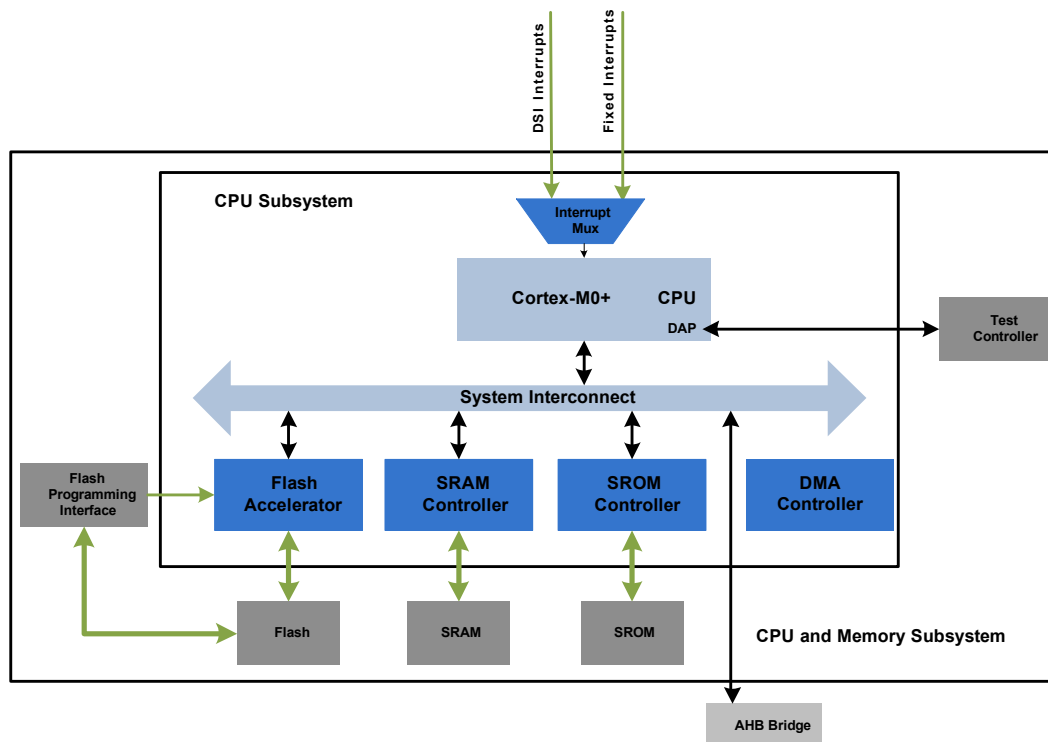 DSI Interrupts
Fixed Interrupts
CPU Subsystem
Interrupt
Mux
Cortex-M0+ CPU
DAP
Test
Controller
System Interconnect
Flash
Programming
Interface
Flash
Accelerator
SRAM
Controller
SROM
Controller
DMA
Controller
Flash
SRAM
SROM
CPU and Memory Subsystem
AHB Bridge